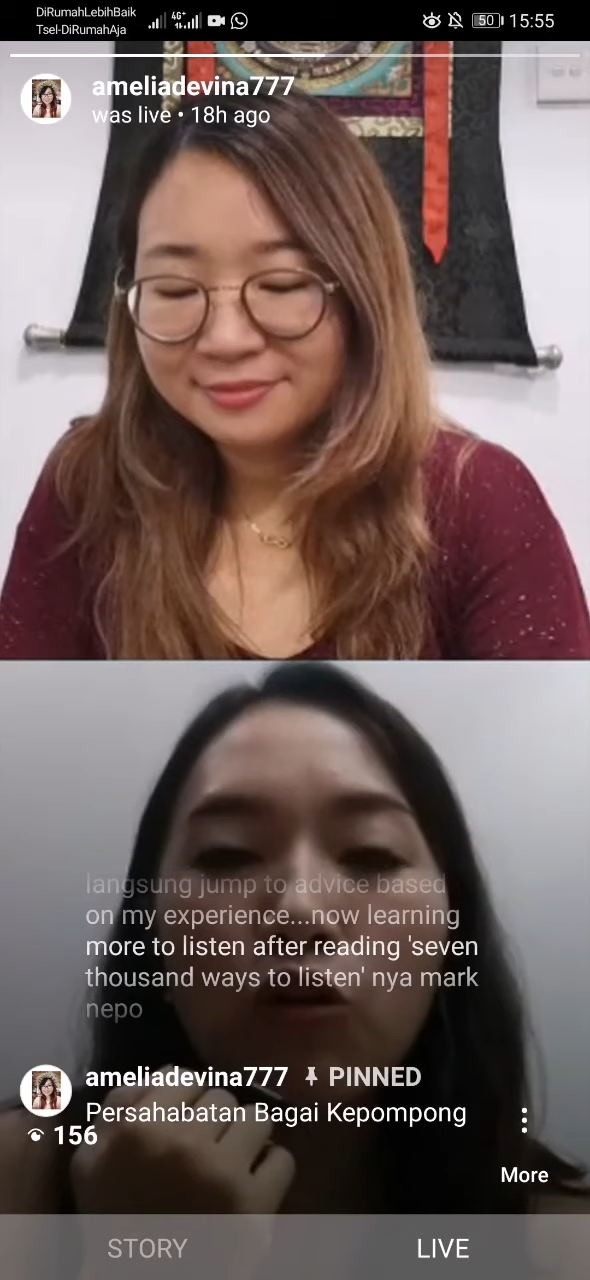 DiRumahLebihBaik
Tsel-DiRumahAja
4G+
50
15:55
ameliadevina777
was live • 18h ago
langsung jump to advice based
on my experience...now learning
more to listen after reading 'seven
thousand ways to listen' nya mark
nepo
ameliadevina777 PINNED
Persahabatan Bagai Kepompong
156
More
STORY LIVE